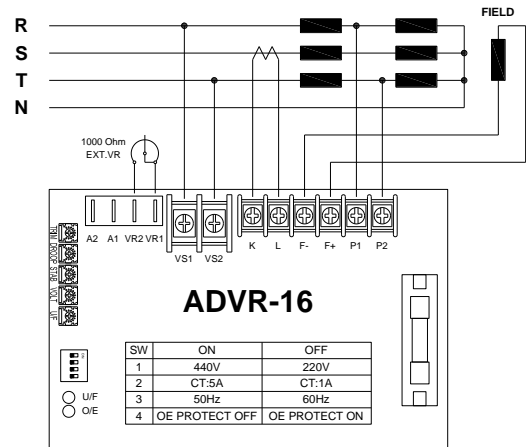 FIELD
R
S
T
N
1000 Ohm
EXT.VR
A2 A1 VR2 VR1
VS1 VS2
K L F- F+ P1 P2
TRM DROOP STAB VOLT U/F
ADVR-16
SW ON OFF
1 440V 220V
2 CT:5A CT:1A
3 50Hz 60Hz
4 OE PROTECT OFF OE PROTECT ON
U/F
O/E